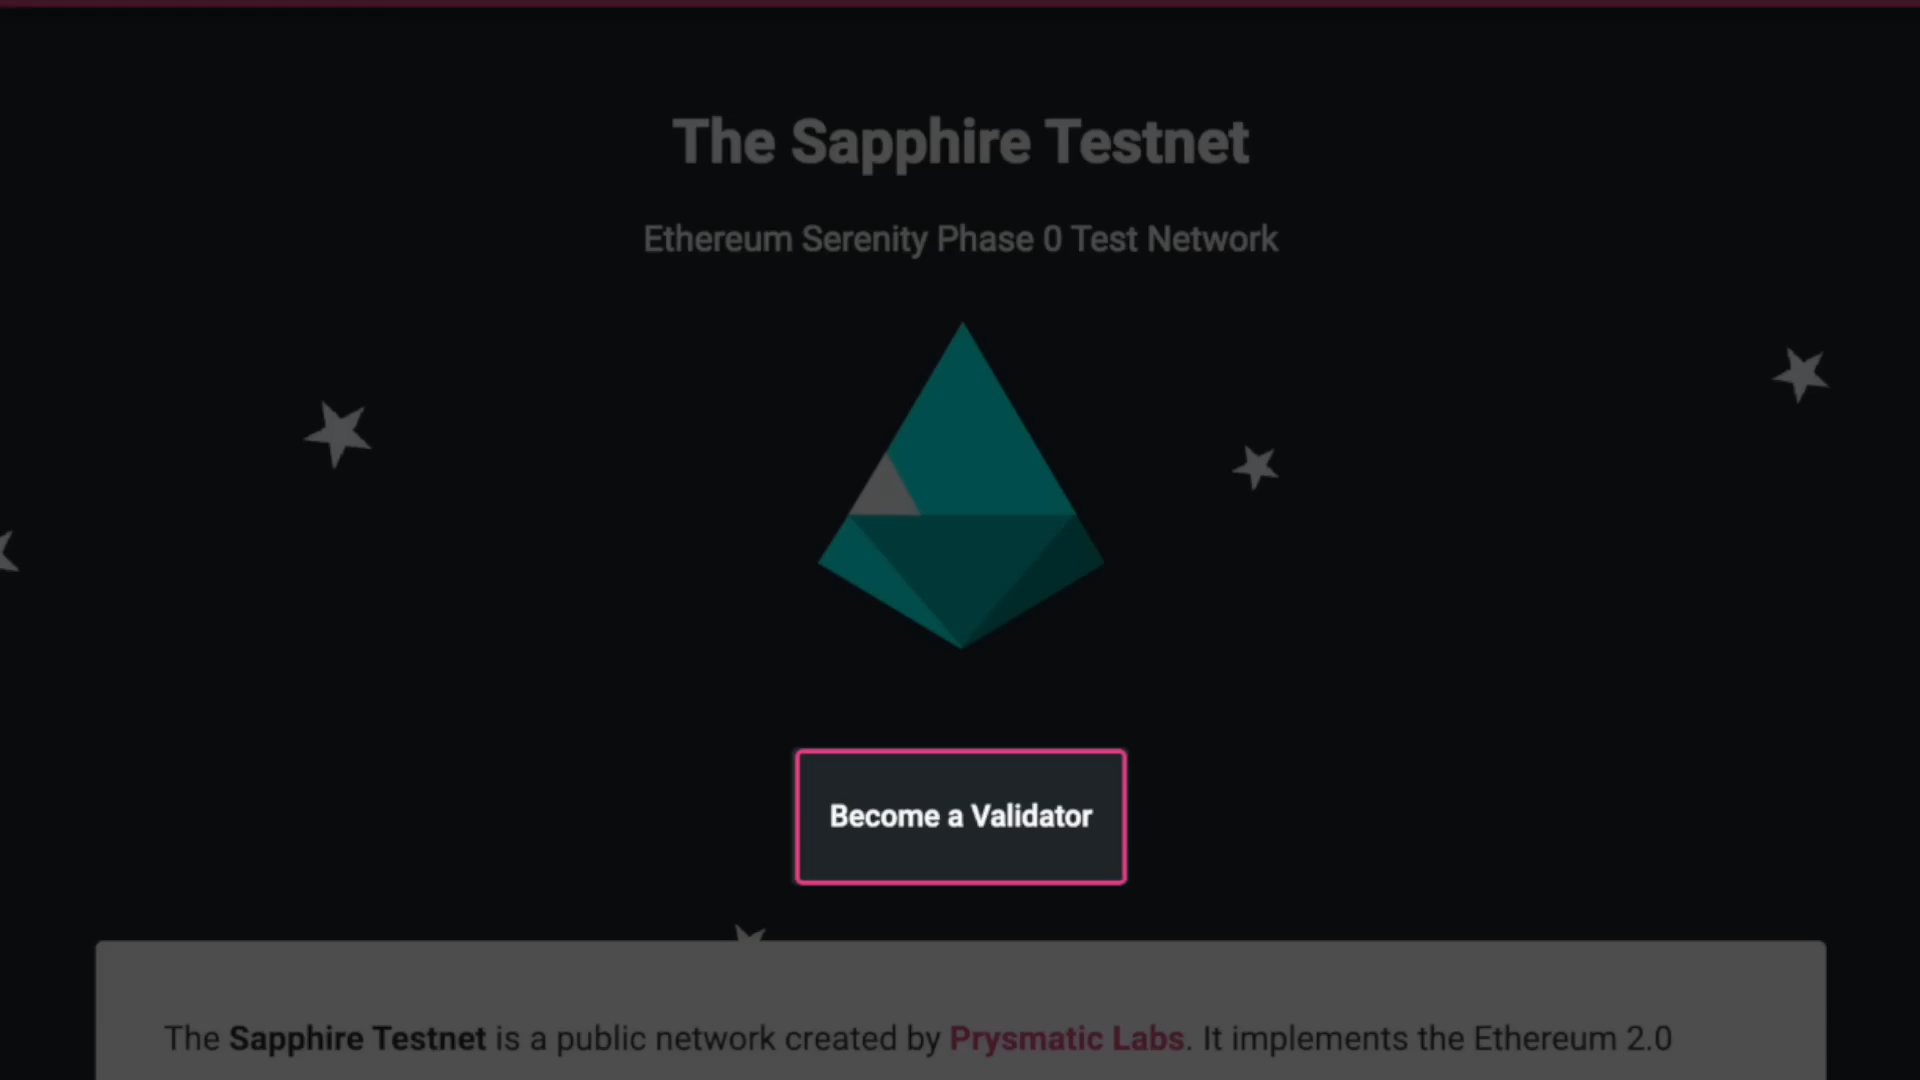 The Sapphire Testnet
Ethereum Serenity Phase 0 Test Network
Become a Validator
The Sapphire Testnet is a public network created by Prysmatic Labs. It implements the Ethereum 2.0